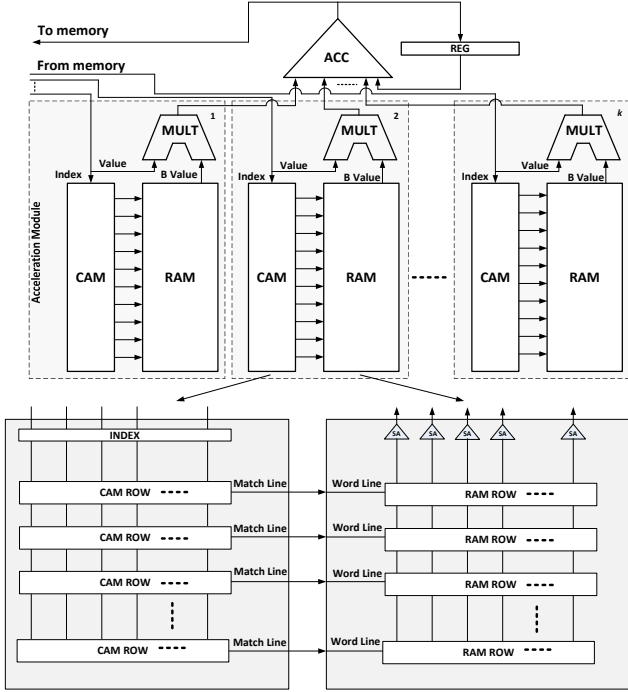 To memory
ACC
REG
From memory
1
MULT
2
MULT
k
MULT
Value
Value
Value
Index
B Value
Index
B Value
Index
B Value
Acceleration Module
CAM
RAM
CAM
RAM
CAM
RAM
INDEX
SA
SA
SA
SA
SA
CAM ROW
Match Line
Word Line
RAM ROW
CAM ROW
Match Line
Word Line
RAM ROW
CAM ROW
Match Line
Word Line
RAM ROW
CAM ROW
Match Line
Word Line
RAM ROW